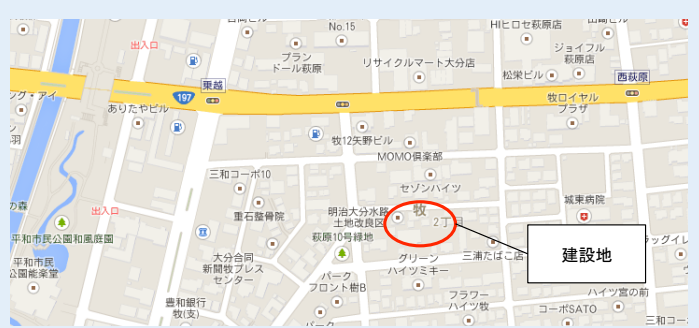 No.15
HIヒロセ萩原店
出入口
ブラン
ドール萩原
ジョイフル
萩原店
リサイクルマート大分店
松栄ビル
東越
西萩原
197
ありたやビル
牧ロイヤル
プラザ
牧12矢野ビル
MOMO倶楽部
三和コーポ10
セゾンハイツ
城東病院
明治大分水路
土地改良区
牧
2丁目
重石整骨院
出入口
の森
萩原10号緑地
平和市民公園和風庭園
建設地
三浦たばこ店
グリーン
ハイツミキー
大分合同
新聞牧プレス
センター
平和市民
公園能楽堂
パーク
フロント樹B
フラワー
ハイツ牧
ハイツ宮の前
コーポSATO
豊和銀行
牧(支)
三和コー
パーク